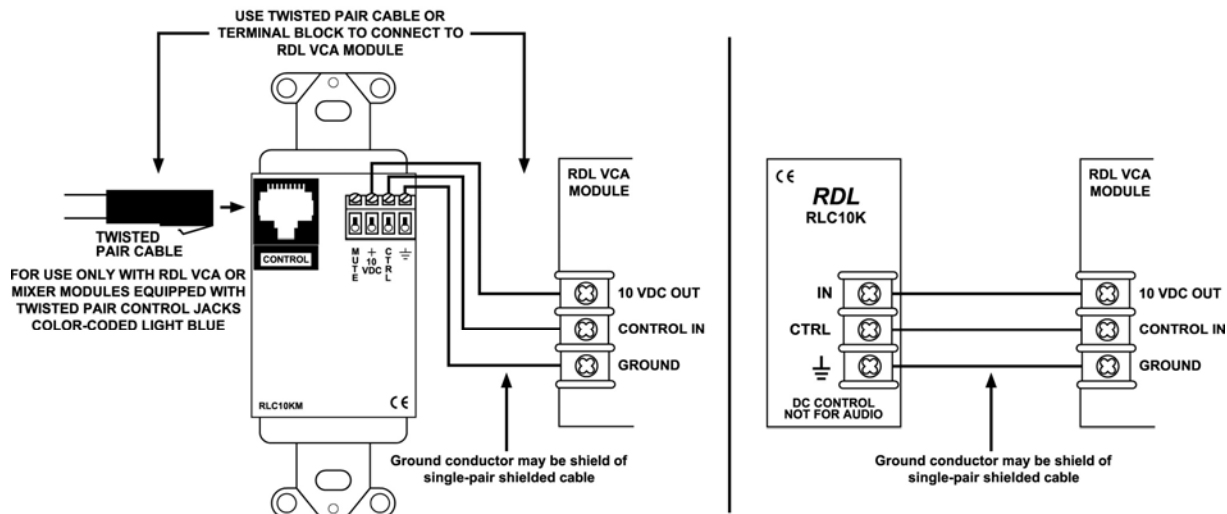 USE TWISTED PAIR CABLE OR
TERMINAL BLOCK TO CONNECT TO
RDL VCA MODULE
TWISTED
PAIR CABLE
FOR USE ONLY WITH RDL VCA OR
MIXER MODULES EQUIPPED WITH
TWISTED PAIR CONTROL JACKS
COLOR-CODED LIGHT BLUE
CONTROL
MUTE
+
10
VDC
CTRL
RLC10KM
CE
RDL VCA
MODULE
10 VDC OUT
CONTROL IN
GROUND
Ground conductor may be shield of
single-pair shielded cable
CE
RDL
RLC10K
IN
CTRL
DC CONTROL
NOT FOR AUDIO
RDL VCA
MODULE
10 VDC OUT
CONTROL IN
GROUND
Ground conductor may be shield of
single-pair shielded cable